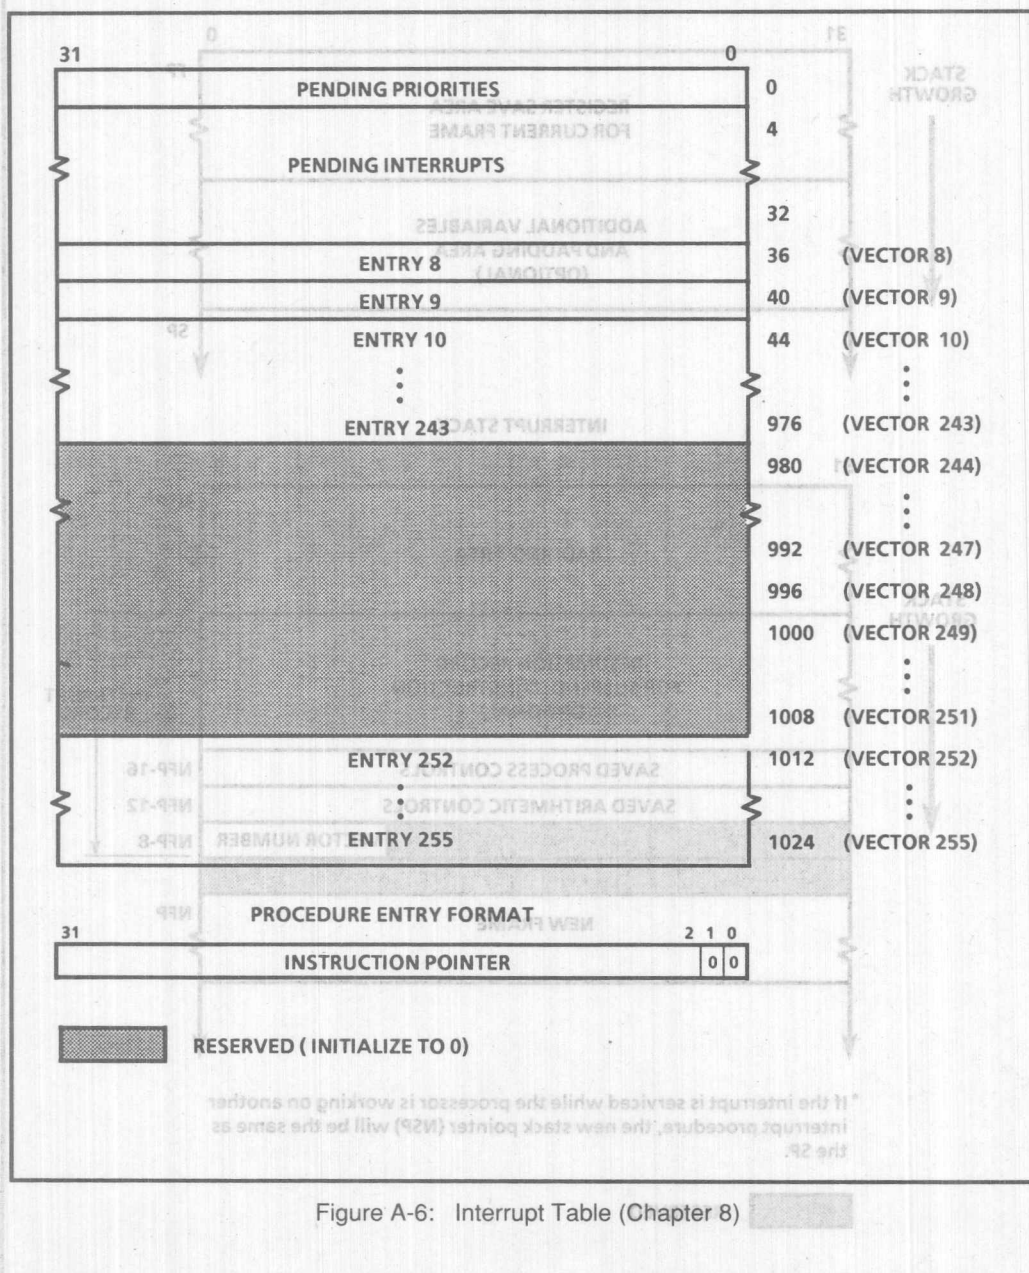 31 0
PENDING PRIORITIES 0
4
PENDING INTERRUPTS
32
ENTRY 8 36 (VECTOR 8)
ENTRY 9 40 (VECTOR 9)
ENTRY 10 44 (VECTOR 10)
ENTRY 243 976 (VECTOR 243)
980 (VECTOR 244)
992 (VECTOR 247)
996 (VECTOR 248)
1000 (VECTOR 249)
1008 (VECTOR 251)
ENTRY 252 1012 (VECTOR 252)
ENTRY 255 1024 (VECTOR 255)
PROCEDURE ENTRY FORMAT
31 2 1 0
INSTRUCTION POINTER 0 0
RESERVED ( INITIALIZE TO 0)
Figure A-6: Interrupt Table (Chapter 8)